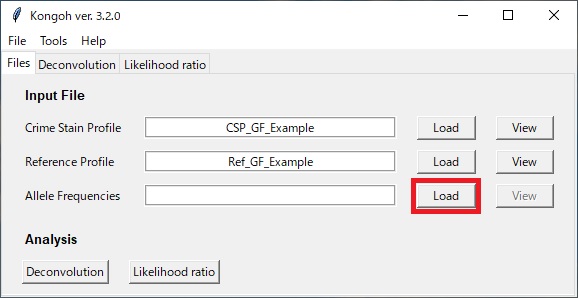 Kongoh ver. 3.2.0
File Tools Help
Files Deconvolution Likelihood ratio
Input File
Crime Stain Profile CSP_GF_Example Load View
Reference Profile Ref_GF_Example Load View
Allele Frequencies Load View
Analysis
Deconvolution Likelihood ratio